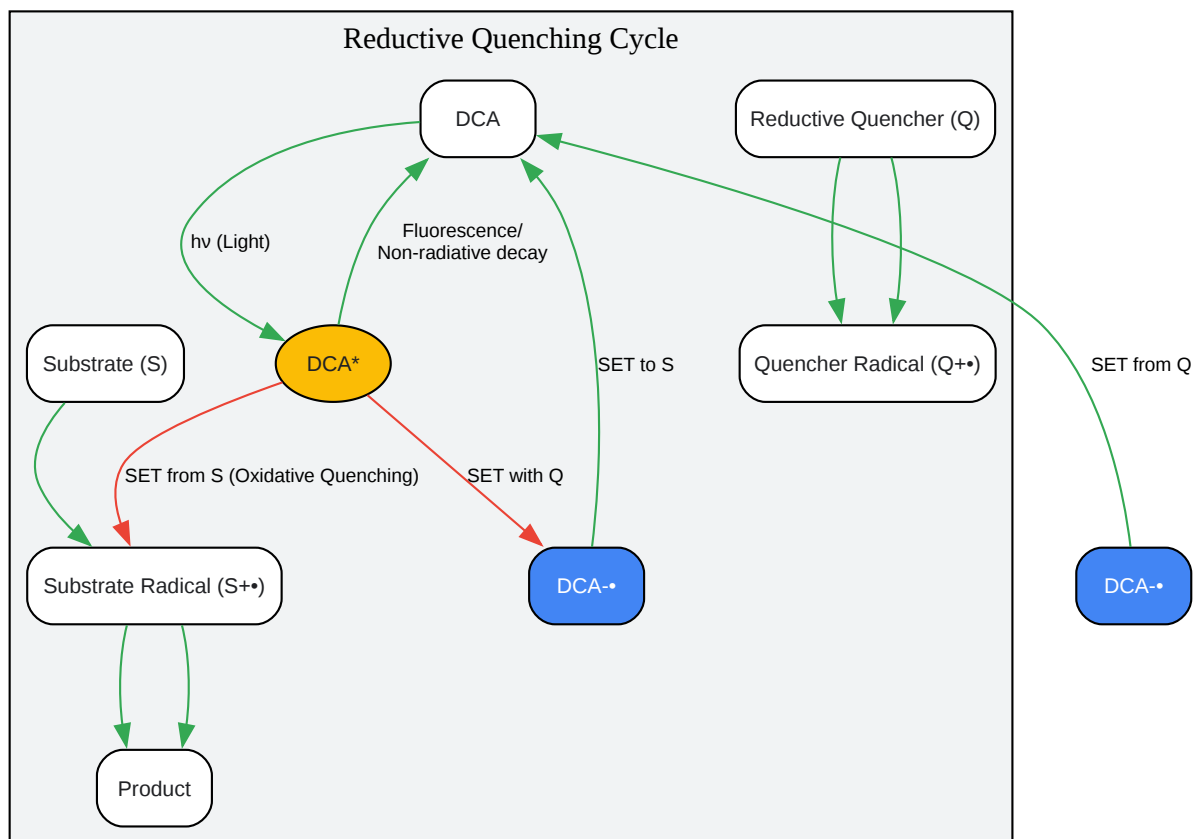 Reductive Quenching Cycle
DCA
Reductive Quencher (Q)
hν (Light)
Fluorescence/
Non-radiative decay
Substrate (S)
DCA*
SET to S
Quencher Radical (Q+•)
SET from Q
SET from S (Oxidative Quenching)
SET with Q
Substrate Radical (S+•)
DCA-•
DCA-•
Product